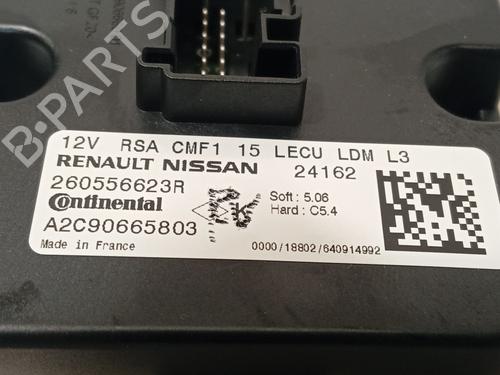 12V RSA CMF1 15 LECU LDM L3
RENAULT NISSAN 24162
260556623R
Soft : 5.06
Continental
Hard : C5.4
A2C90665803
Made in France
0000/18802/640914992
B-PARTS